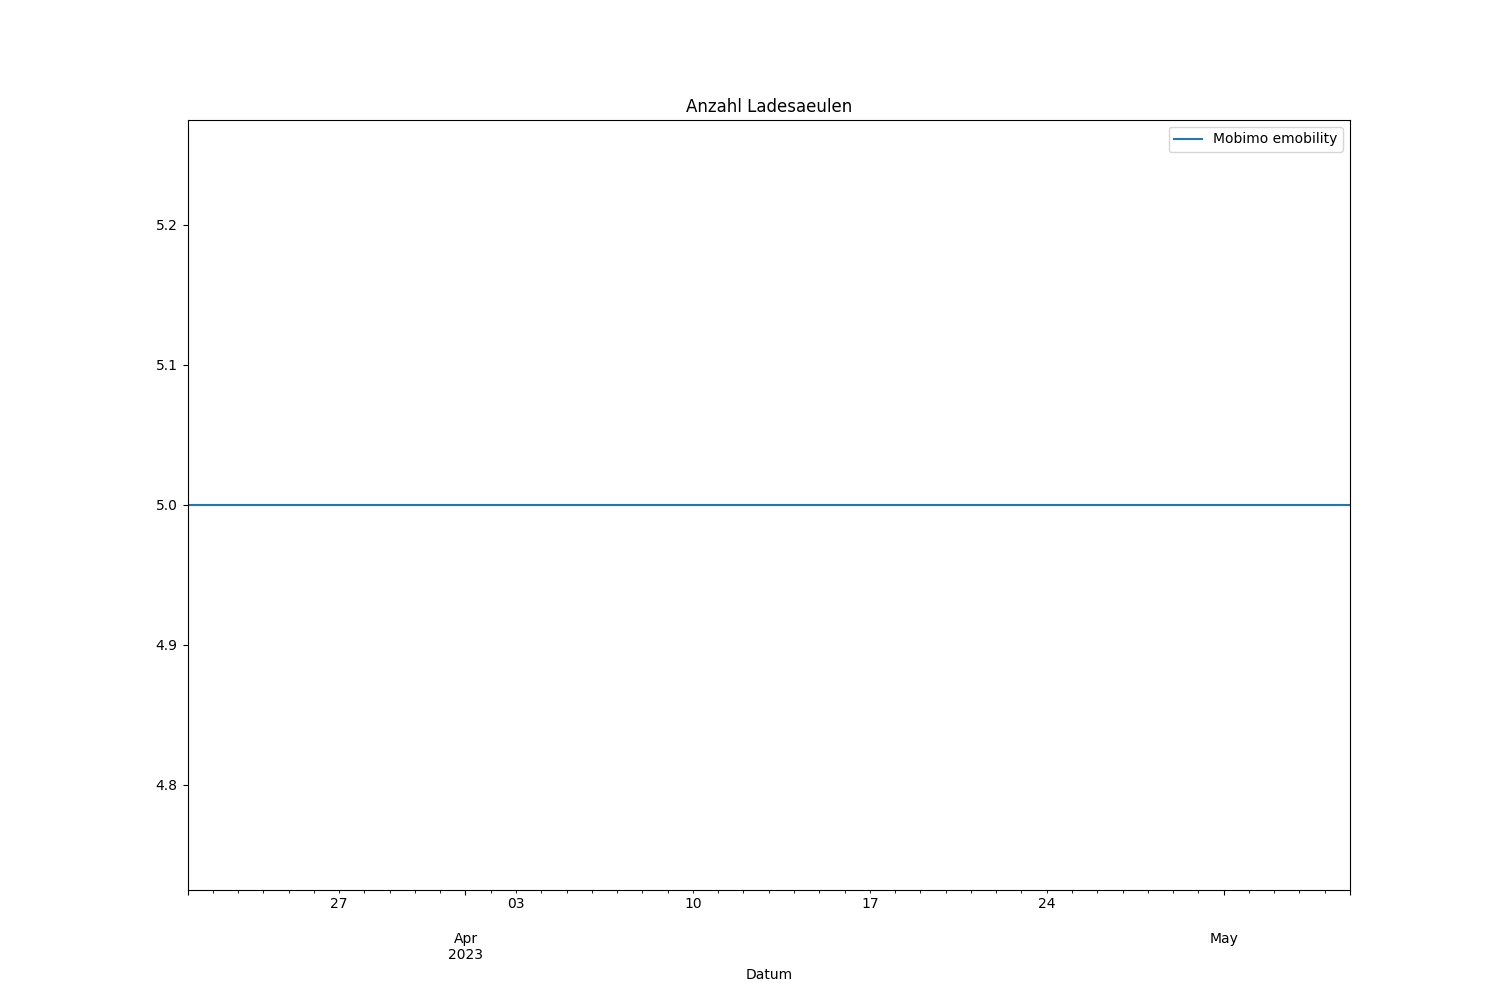 Anzahl Ladesaeulen
Mobimo emobility
5.2
5.1
5.0
4.9
4.8
27 03 10 17 24
Apr May
2023
Datum